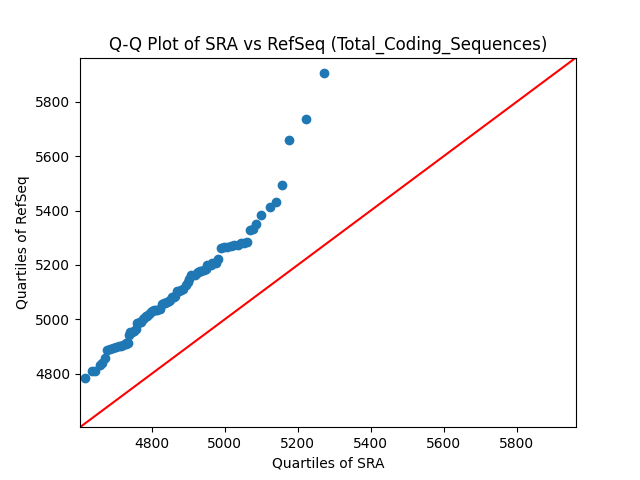 Q-Q Plot of SRA vs RefSeq (Total_Coding_Sequences)
Quartiles of RefSeq
5800
5600
5400
5200
5000
4800
4800 5000 5200 5400 5600 5800
Quartiles of SRA